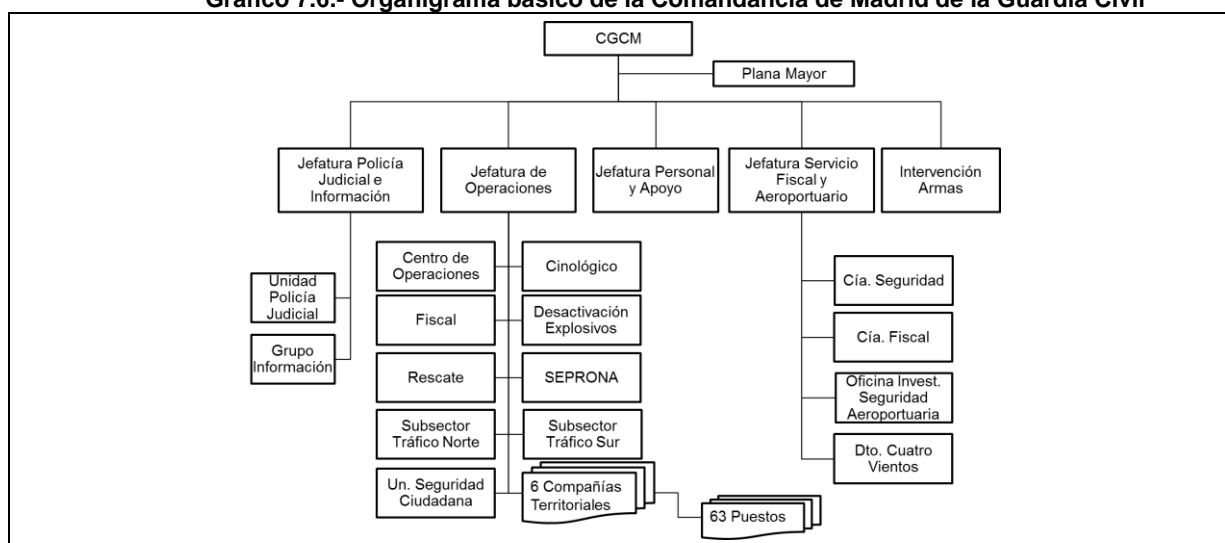 Gráfico 7.6.- Organigrama básico de la Comandancia de Madrid de la Guardia Civil
CGCM
Plana Mayor
Jefatura Policía
Judicial e
Información
Jefatura de
Operaciones
Jefatura Personal
y Apoyo
Jefatura Servicio
Fiscal y
Aeroportuario
Intervención
Armas
Unidad
Policía
Judicial
Grupo
Información
Centro de
Operaciones
Cinológico
Fiscal
Desactivación
Explosivos
Rescate
SEPRONA
Subsector
Tráfico Norte
Subsector
Tráfico Sur
Un. Seguridad
Ciudadana
6 Compañías
Territoriales
63 Puestos
Cía. Seguridad
Cía. Fiscal
Oficina Invest.
Seguridad
Aeroportuaria
Dto. Cuatro
Vientos